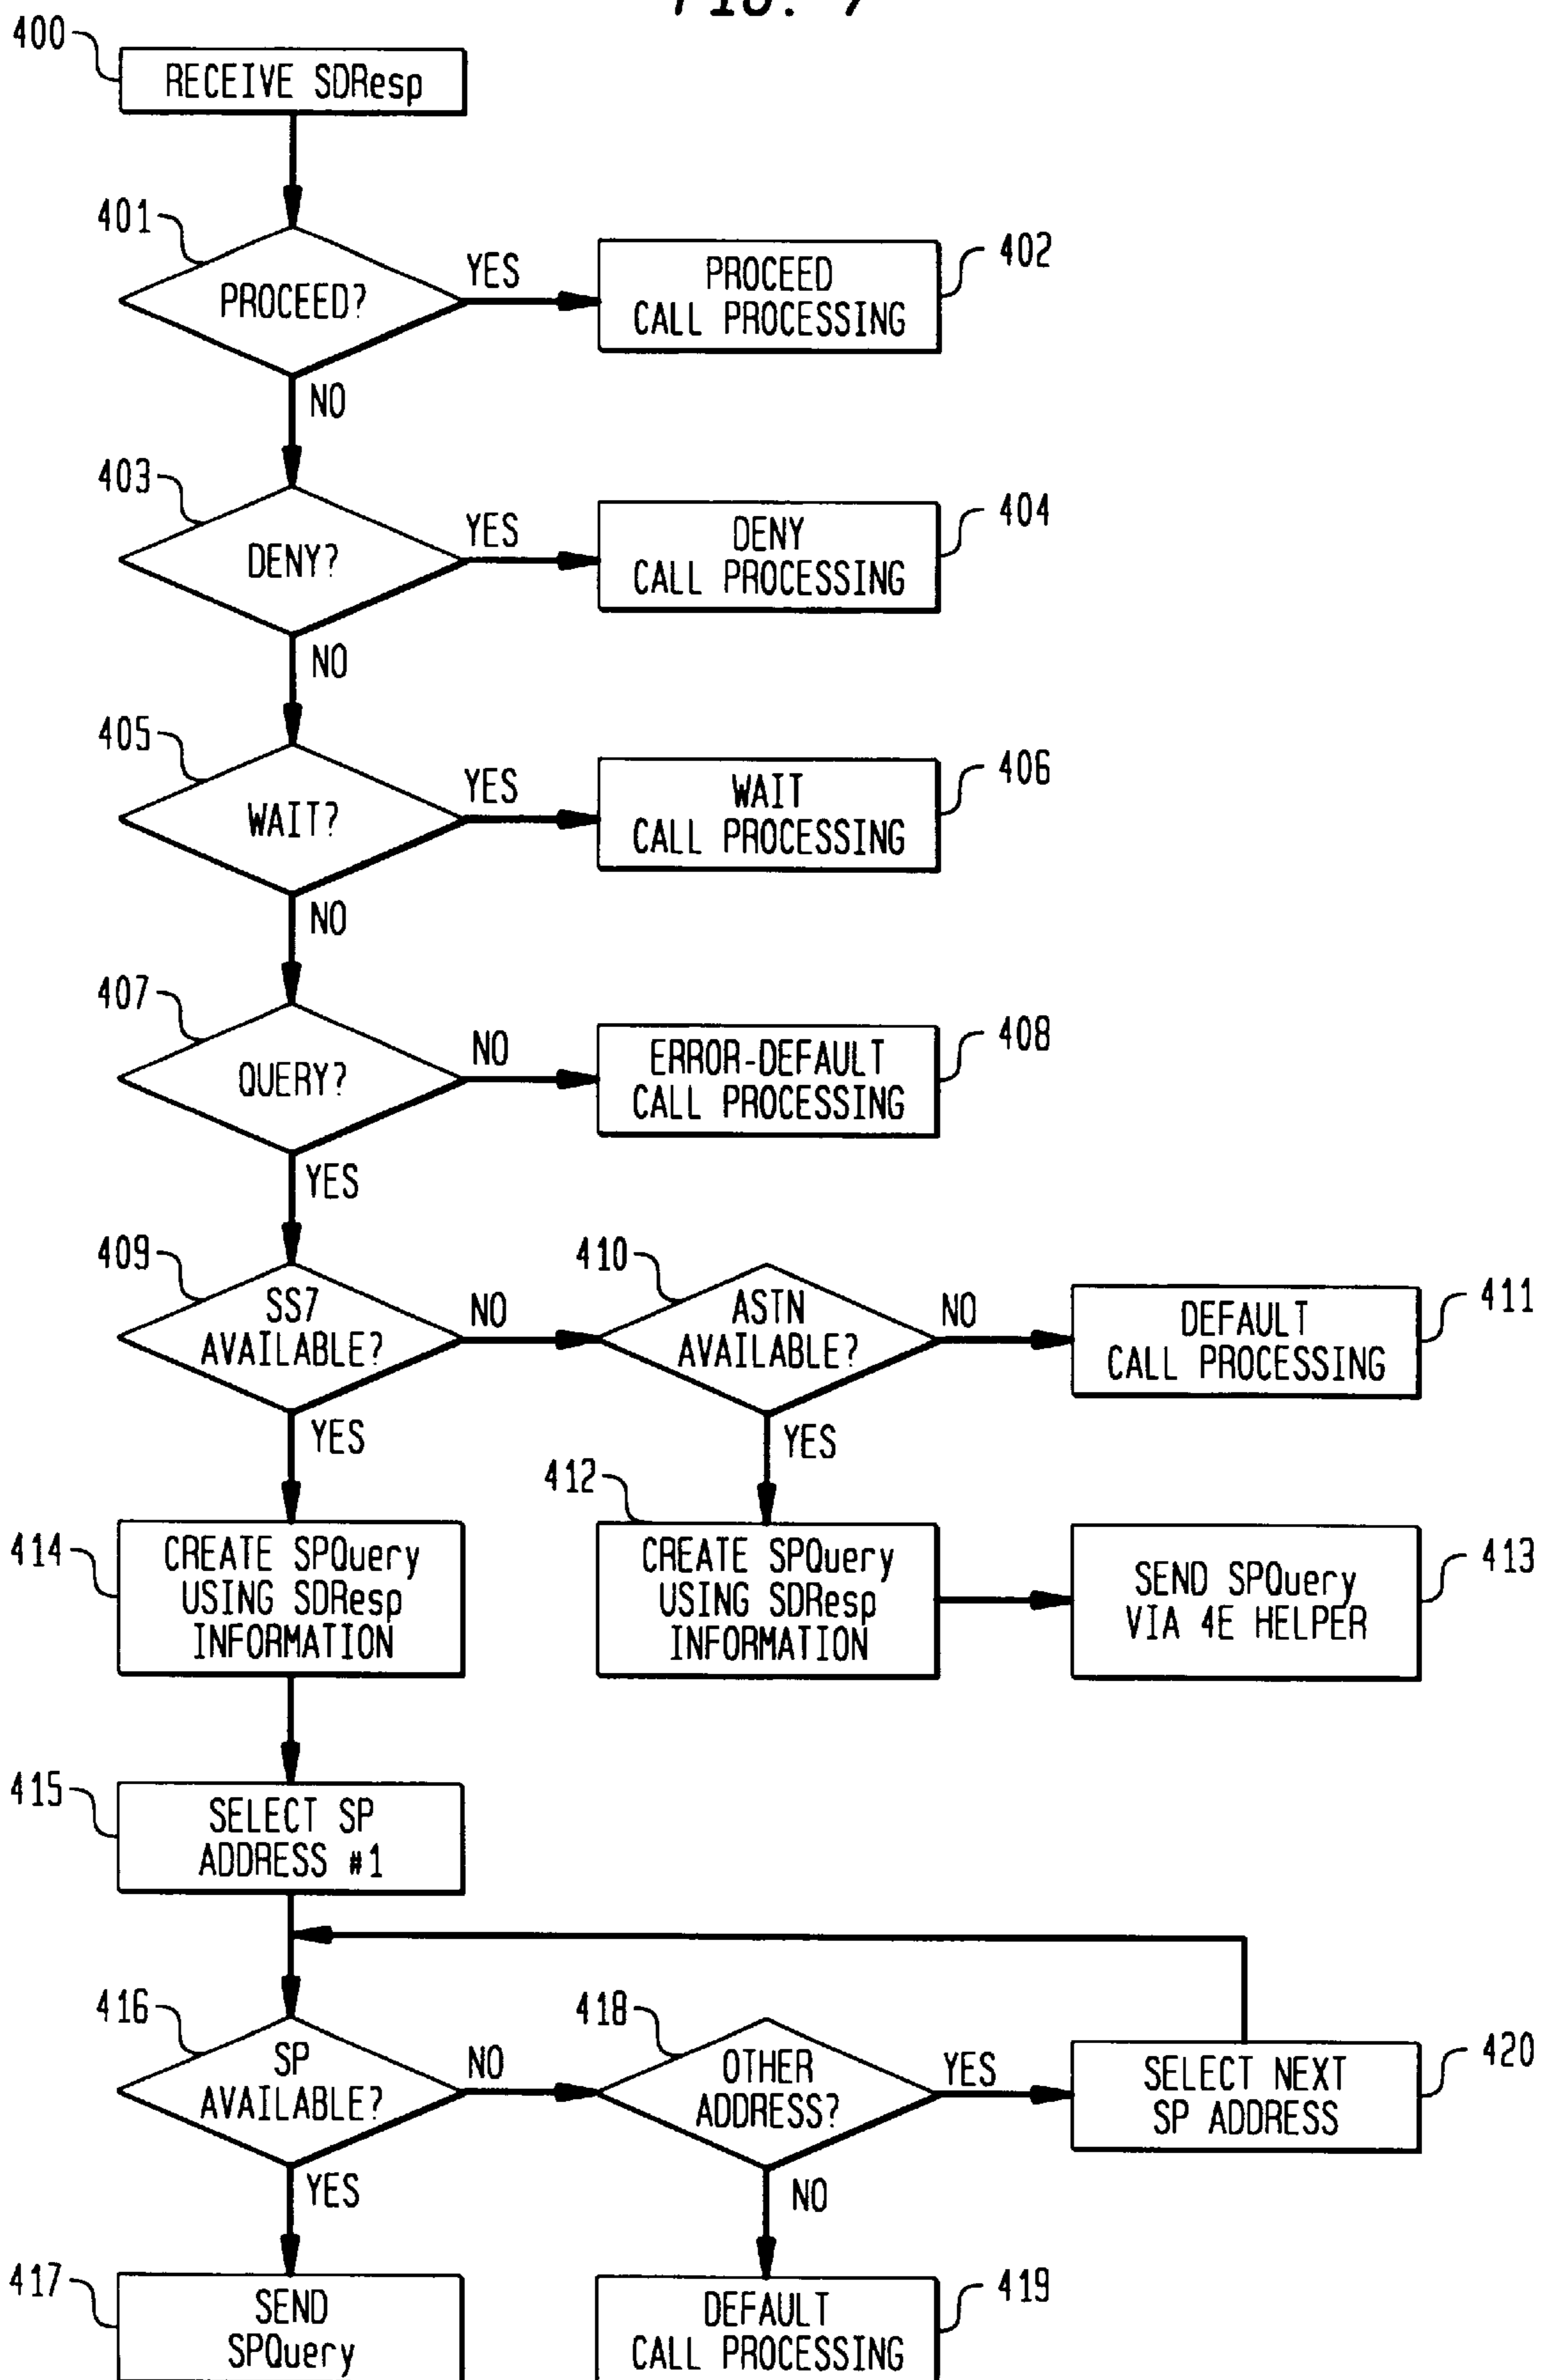 FIG. 7
400
RECEIVE SDResp
401
PROCEED?
YES
PROCEED
CALL PROCESSING
402
NO
403
DENY?
YES
DENY
CALL PROCESSING
404
NO
405
WAIT?
YES
WAIT
CALL PROCESSING
406
NO
407
QUERY?
NO
ERROR-DEFAULT
CALL PROCESSING
408
YES
409
SS7
AVAILABLE?
NO
410
ASTN
AVAILABLE?
NO
DEFAULT
CALL PROCESSING
411
YES
YES
414
CREATE SPQuery
USING SDResp
INFORMATION
412
CREATE SPQuery
USING SDResp
INFORMATION
SEND SPQuery
VIA 4E HELPER
413
415
SELECT SP
ADDRESS #1
416
SP
AVAILABLE?
NO
418
OTHER
ADDRESS?
YES
SELECT NEXT
SP ADDRESS
420
YES
NO
417
SEND
SPQuery
DEFAULT
CALL PROCESSING
419